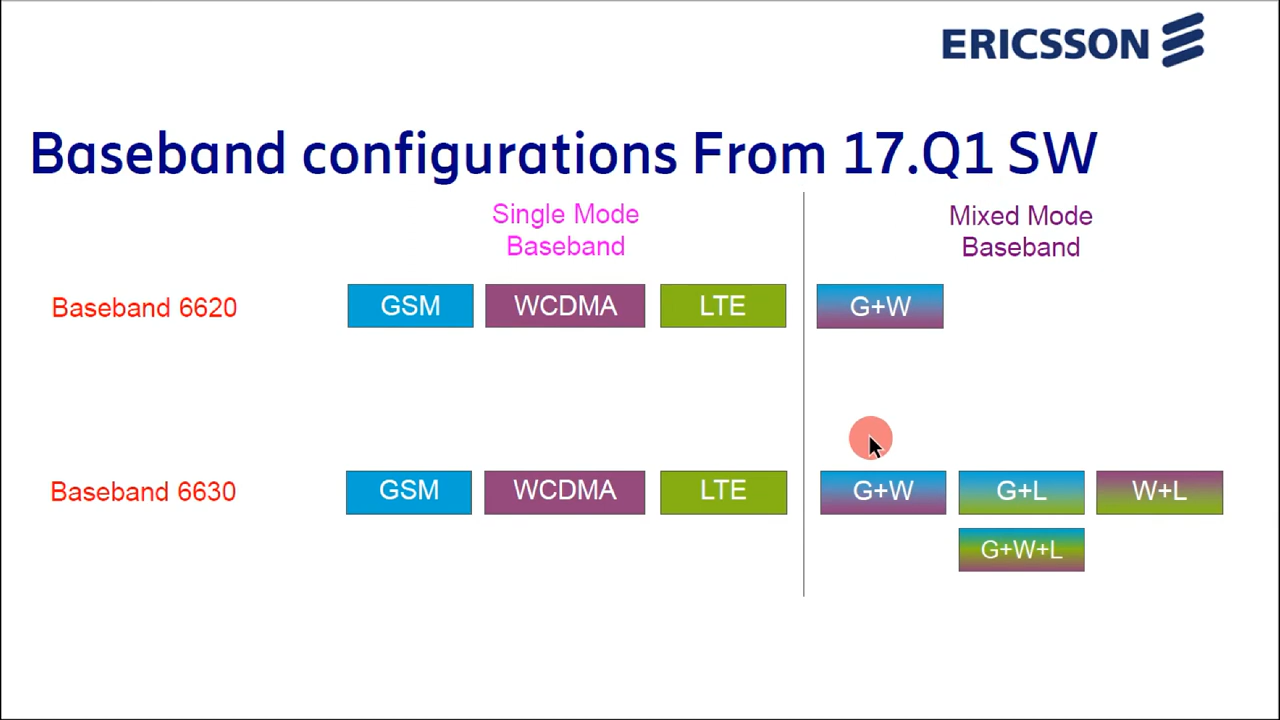 ERICSSON
Baseband configurations From 17.Q1 SW
Single Mode
Baseband
Mixed Mode
Baseband
Baseband 6620
GSM
WCDMA
LTE
G+W
Baseband 6630
GSM
WCDMA
LTE
G+W
G+L
W+L
G+W+L